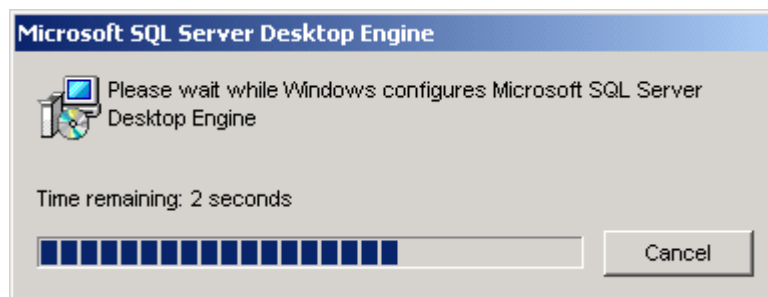 Microsoft SQL Server Desktop Engine
Please wait while Windows configures Microsoft SQL Server
Desktop Engine
Time remaining: 2 seconds
Cancel